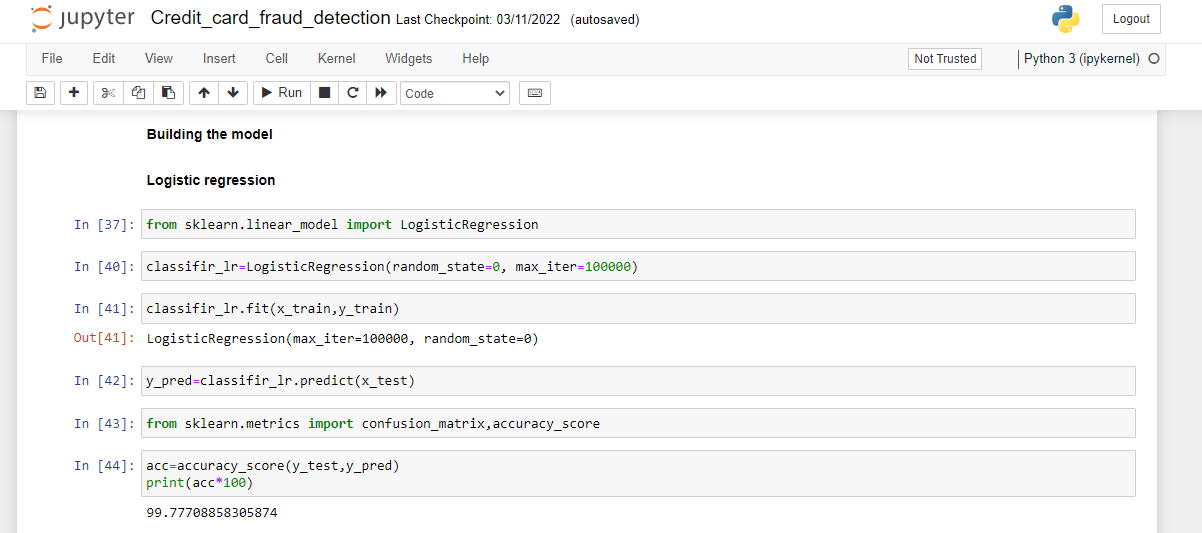 jupyter Credit_card_fraud_detection Last Checkpoint: 03/11/2022 (autosaved)
Logout
File Edit View Insert Cell Kernel Widgets Help
Not Trusted
Python 3 (ipykernel)
Run
Code
Building the model
Logistic regression
In [37]: from sklearn.linear_model import LogisticRegression
In [40]: classifir_lr=LogisticRegression(random_state=0, max_iter=100000)
In [41]: classifir_lr.fit(x_train,y_train)
Out[41]: LogisticRegression(max_iter=100000, random_state=0)
In [42]: y_pred=classifir_lr.predict(x_test)
In [43]: from sklearn.metrics import confusion_matrix,accuracy_score
In [44]: acc=accuracy_score(y_test,y_pred)
print(acc*100)
99.77708858305874